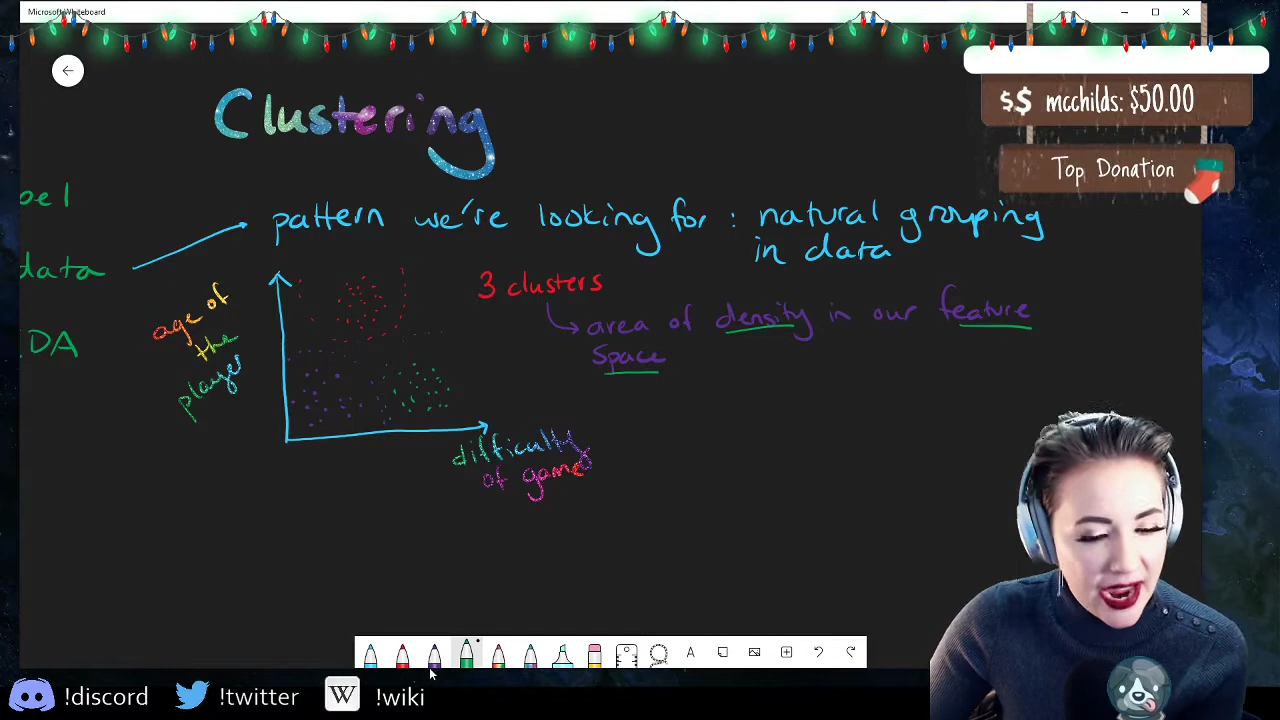 Microsoft Whiteboard
Clustering
$$ mcchilds: $50.00
Top Donation
bel
pattern we're looking for : natural grouping
in data
data
3 clusters
area of density in our feature
space
age of
the
player
DA
difficulty
of game
A
!discord
!twitter
W
!wiki